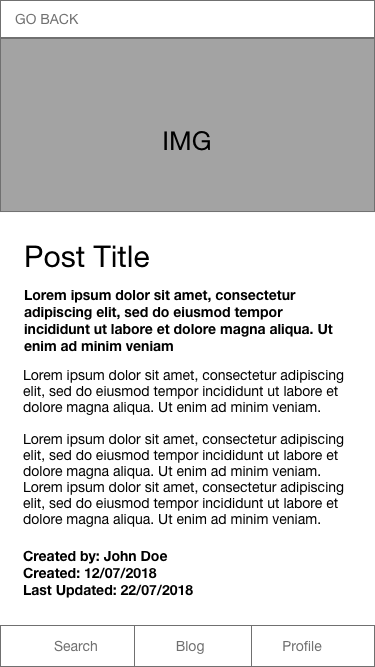 GO BACK
IMG
Post Title
Lorem ipsum dolor sit amet, consectetur
adipiscing elit, sed do eiusmod tempor
incididunt ut labore et dolore magna aliqua. Ut
enim ad minim veniam
Lorem ipsum dolor sit amet, consectetur adipiscing
elit, sed do eiusmod tempor incididunt ut labore et
dolore magna aliqua. Ut enim ad minim veniam.
Lorem ipsum dolor sit amet, consectetur adipiscing
elit, sed do eiusmod tempor incididunt ut labore et
dolore magna aliqua. Ut enim ad minim veniam.
Lorem ipsum dolor sit amet, consectetur adipiscing
elit, sed do eiusmod tempor incididunt ut labore et
dolore magna aliqua. Ut enim ad minim veniam.
Created by: John Doe
Created: 12/07/2018
Last Updated: 22/07/2018
Search Blog Profile